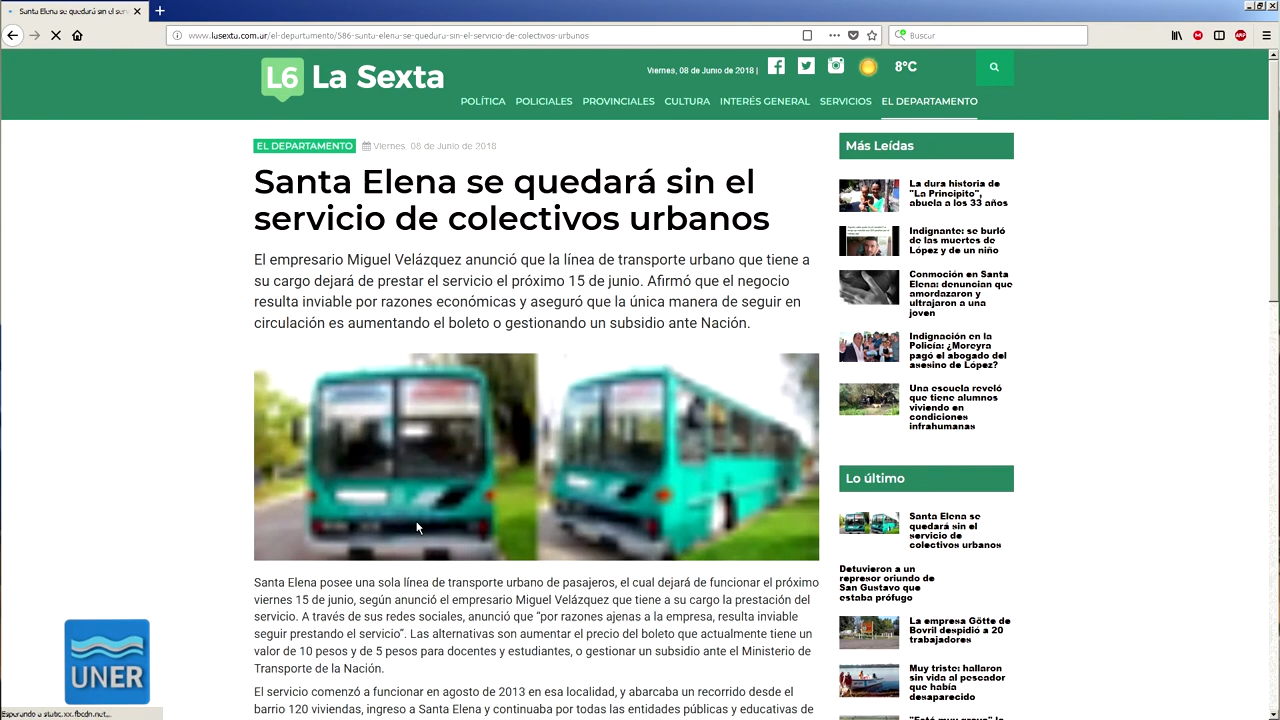 Santa Elena se quedará sin el ser
www.lasexta.com.ar/el-departamento/586-santa-elena-se-quedara-sin-el-servicio-de-colectivos-urbanos
Buscar
L6 La Sexta
Viernes, 08 de Junio de 2018 |
8°C
POLÍTICA POLICIALES PROVINCIALES CULTURA INTERÉS GENERAL SERVICIOS EL DEPARTAMENTO
EL DEPARTAMENTO Viernes, 08 de Junio de 2018
Santa Elena se quedará sin el
servicio de colectivos urbanos
El empresario Miguel Velázquez anunció que la línea de transporte urbano que tiene a
su cargo dejará de prestar el servicio el próximo 15 de junio. Afirmó que el negocio
resulta inviable por razones económicas y aseguró que la única manera de seguir en
circulación es aumentando el boleto o gestionando un subsidio ante Nación.
Santa Elena posee una sola línea de transporte urbano de pasajeros, el cual dejará de funcionar el próximo
viernes 15 de junio, según anunció el empresario Miguel Velázquez que tiene a su cargo la prestación del
servicio. A través de sus redes sociales, anunció que “por razones ajenas a la empresa, resulta inviable
seguir prestando el servicio”. Las alternativas son aumentar el precio del boleto que actualmente tiene un
valor de 10 pesos y de 5 pesos para docentes y estudiantes, o gestionar un subsidio ante el Ministerio de
Transporte de la Nación.
El servicio comenzó a funcionar en agosto de 2013 en esa localidad, y abarcaba un recorrido desde el
barrio 120 viviendas, ingreso a Santa Elena y continuaba por todas las entidades públicas y educativas de
Más Leídas
La dura historia de
"La Principito",
abuela a los 33 años
Indignante: se burló
de las muertes de
López y de un niño
Conmoción en Santa
Elena: denuncian que
amordazaron y
ultrajaron a una
joven
Indignación en la
Policía: ¿Moreyra
pagó el abogado del
asesino de López?
Una escuela reveló
que tiene alumnos
viviendo en
condiciones
infrahumanas
Lo último
Santa Elena se
quedará sin el
servicio de
colectivos urbanos
Detuvieron a un
represor oriundo de
San Gustavo que
estaba prófugo
La empresa Götte de
Bovril despidió a 20
trabajadores
Muy triste: hallaron
sin vida al pescador
que había
desaparecido
"Está muy grave" la
UNER
Esperando a static.xx.fbcdn.net...